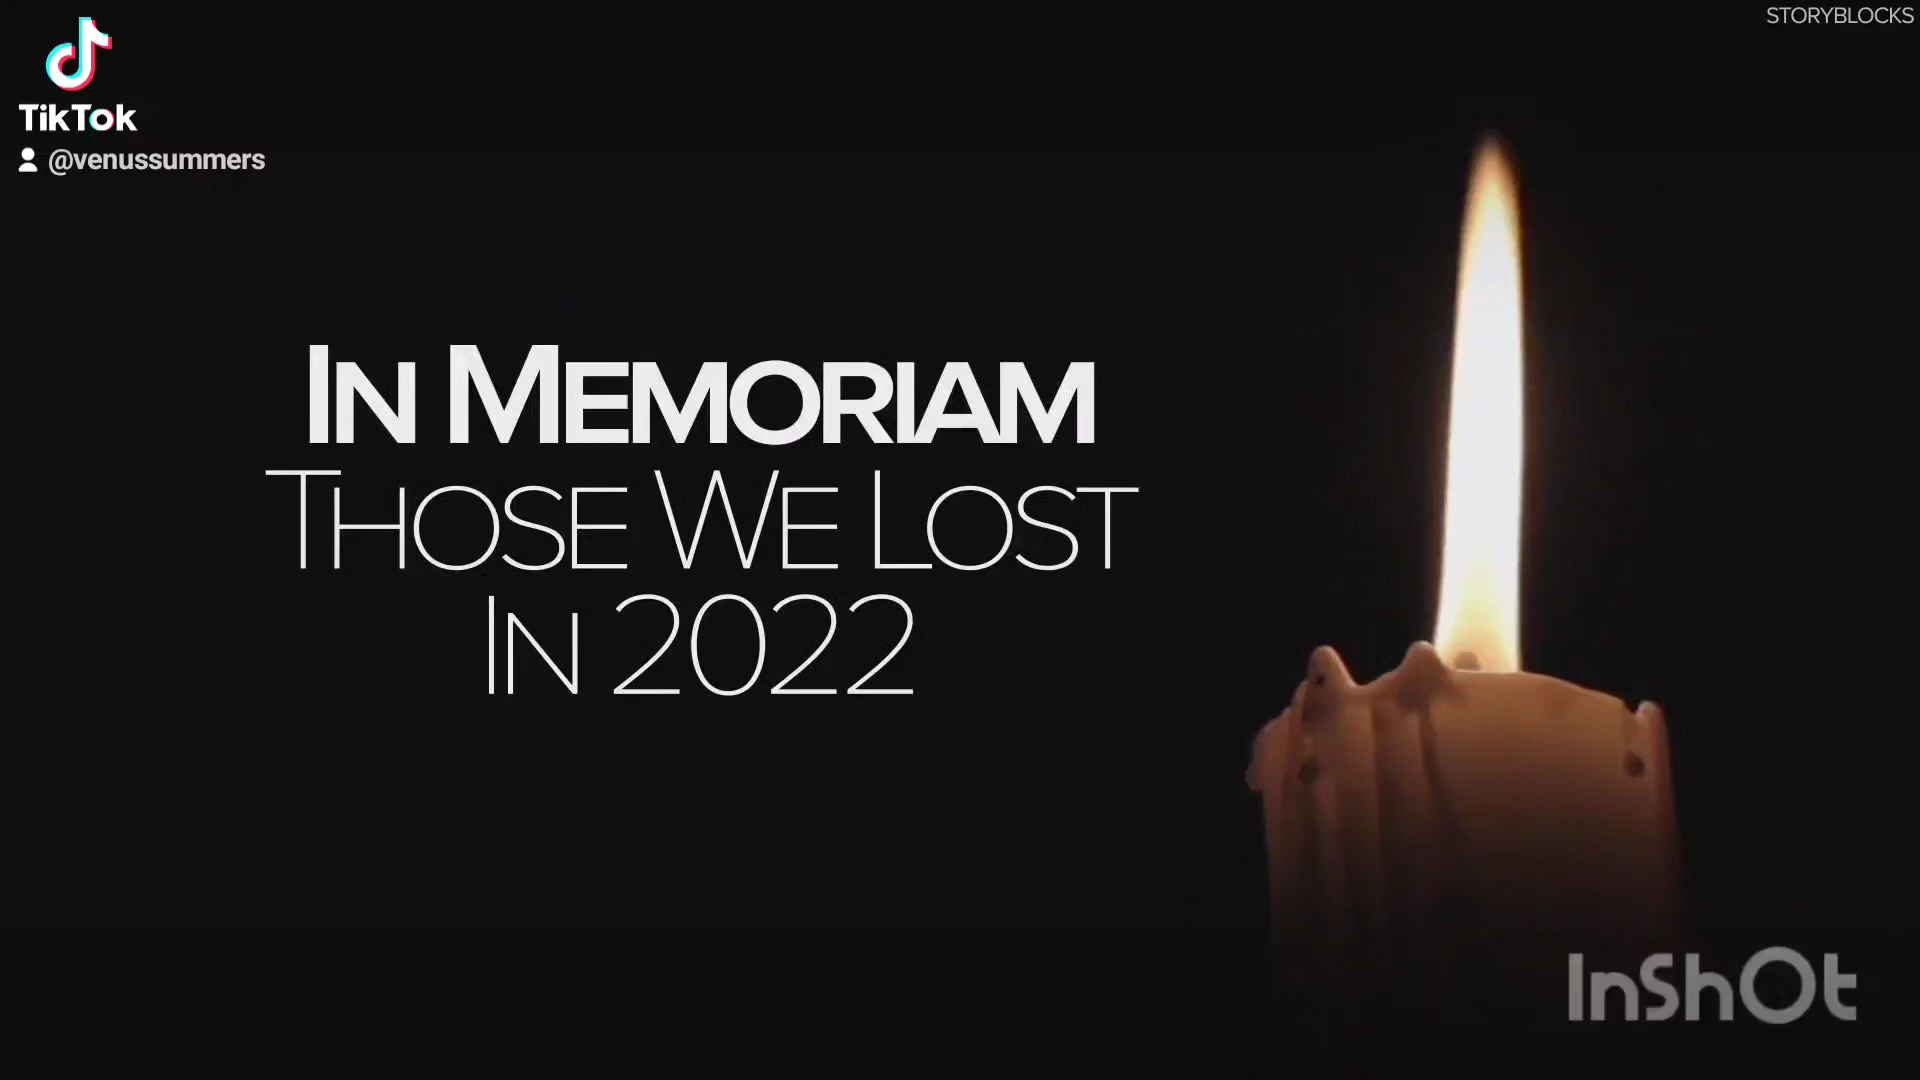 STORYBLOCKS
TikTok
@venussummers
IN MEMORIAM
THOSE WE LOST
IN 2022
InShOt